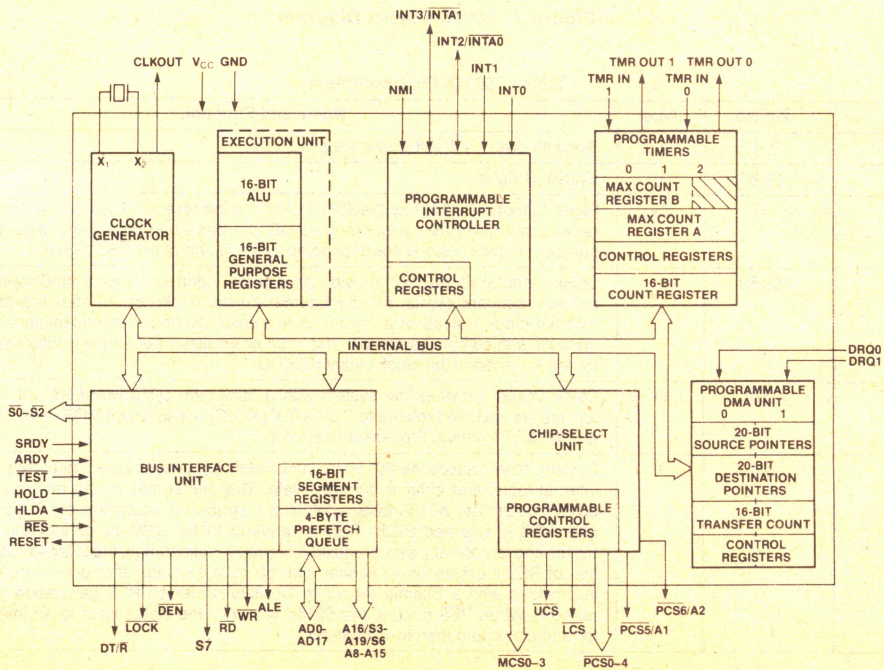 INT3/INTA1
INT2/INTA0
INT1
INT0
NMI
CLKOUT VCC GND
TMR OUT 1 TMR OUT 0
TMR IN 1
TMR IN 0
X1 X2
CLOCK
GENERATOR
EXECUTION UNIT
16-BIT
ALU
16-BIT
GENERAL
PURPOSE
REGISTERS
PROGRAMMABLE
INTERRUPT
CONTROLLER
CONTROL
REGISTERS
PROGRAMMABLE
TIMERS
0 1 2
MAX COUNT
REGISTER B
MAX COUNT
REGISTER A
CONTROL REGISTERS
16-BIT
COUNT REGISTER
INTERNAL BUS
DRQ0
DRQ1
S0-S2
SRDY
ARDY
TEST
HOLD
HLDA
RES
RESET
BUS INTERFACE
UNIT
16-BIT
SEGMENT
REGISTERS
4-BYTE
PREFETCH
QUEUE
CHIP-SELECT
UNIT
PROGRAMMABLE
CONTROL
REGISTERS
PROGRAMMABLE
DMA UNIT
0 1
20-BIT
SOURCE POINTERS
20-BIT
DESTINATION
POINTERS
16-BIT
TRANSFER COUNT
CONTROL
REGISTERS
DT/R
LOCK
DEN
S7
RD
WR
ALE
AD0-
AD17
A16/S3-
A19/S6
A8-A15
MCS0-3
UCS
LCS
PCS0-4
PCS5/A1
PCS6/A2